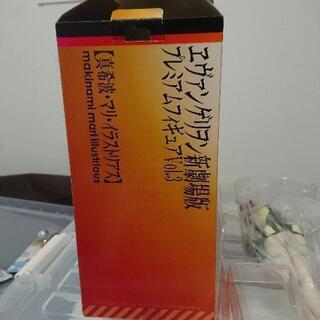 ヱヴァンゲリヲン新劇場版
プレミアムフィギュアVol.3
【真希波・マリ・イラストリアス】
makinami mari illustrious